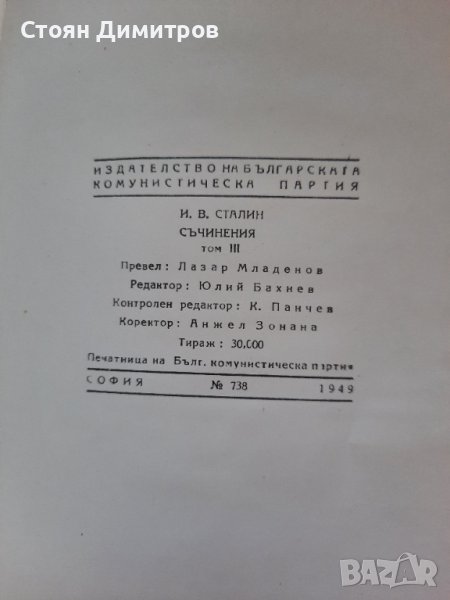 Стоян Димитров
ИЗДАТЕЛСТВО НА БЪЛГАРСКАТА
КОМУНИСТИЧЕСКА ПАРТИЯ
И. В. СТАЛИН
СЪЧИНЕНИЯ
ТОМ III
Превел: Лазар Младенов
Редактор: Юлий Бахнев
Контролен редактор: К. Панчев
Коректор: Анжел Зонана
Тираж: 30,000
Печатница на Бълг. комунистическа партия
СОФИЯ № 738 1949
BAZAR